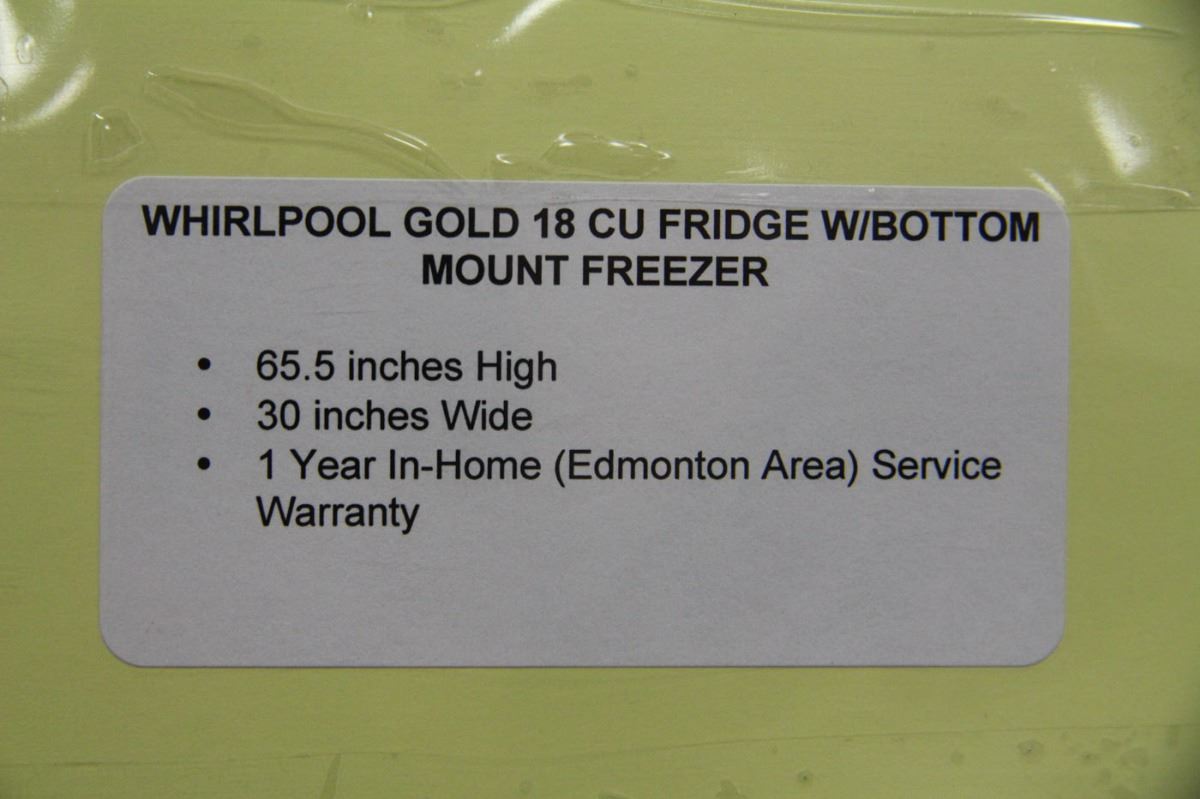 WHIRLPOOL GOLD 18 CU FRIDGE W/BOTTOM
MOUNT FREEZER
• 65.5 inches High
• 30 inches Wide
• 1 Year In-Home (Edmonton Area) Service
Warranty